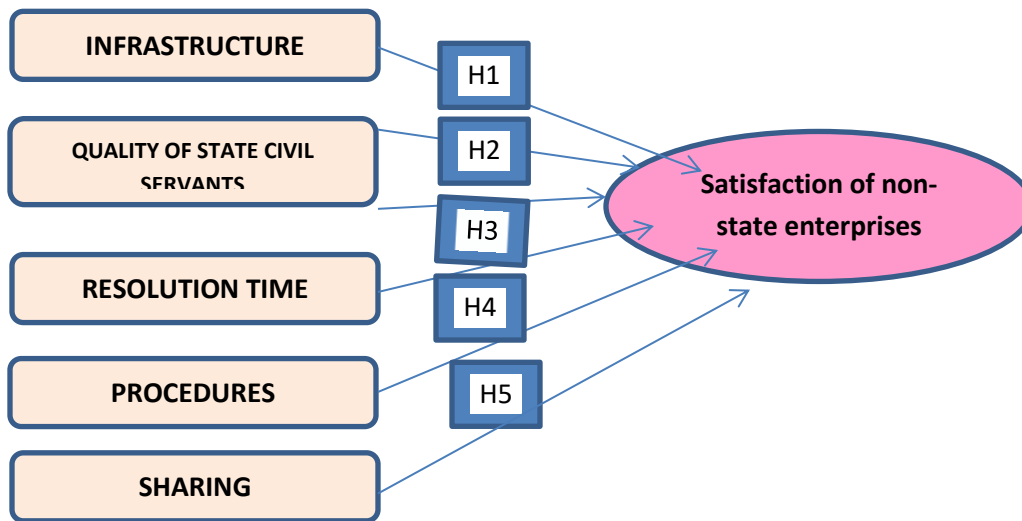 INFRASTRUCTURE
H1
QUALITY OF STATE CIVIL
SERVANTS
H2
Satisfaction of non-
state enterprises
H3
RESOLUTION TIME
H4
PROCEDURES
H5
SHARING